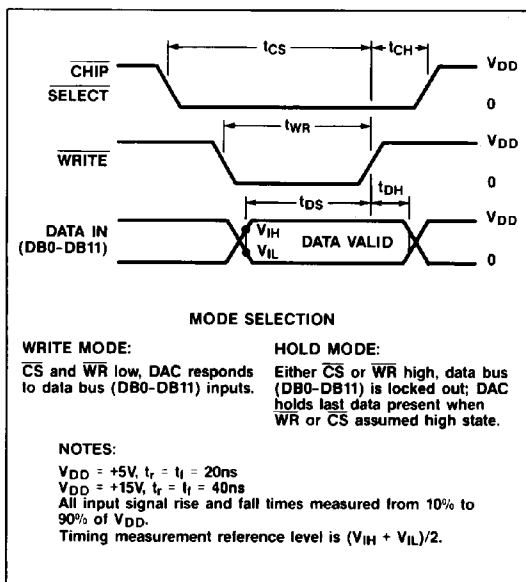 tCS
tCH
CHIP
SELECT
VDD
0
tWR
WRITE
VDD
0
tDS
tDH
DATA IN
(DB0-DB11)
VIH
VIL
DATA VALID
VDD
0
MODE SELECTION
WRITE MODE:
CS and WR low, DAC responds
to data bus (DB0-DB11) inputs.
HOLD MODE:
Either CS or WR high, data bus
(DB0-DB11) is locked out; DAC
holds last data present when
WR or CS assumed high state.
NOTES:
VDD = +5V, tr = tf = 20ns
VDD = +15V, tr = tf = 40ns
All input signal rise and fall times measured from 10% to
90% of VDD.
Timing measurement reference level is (VIH + VIL)/2.